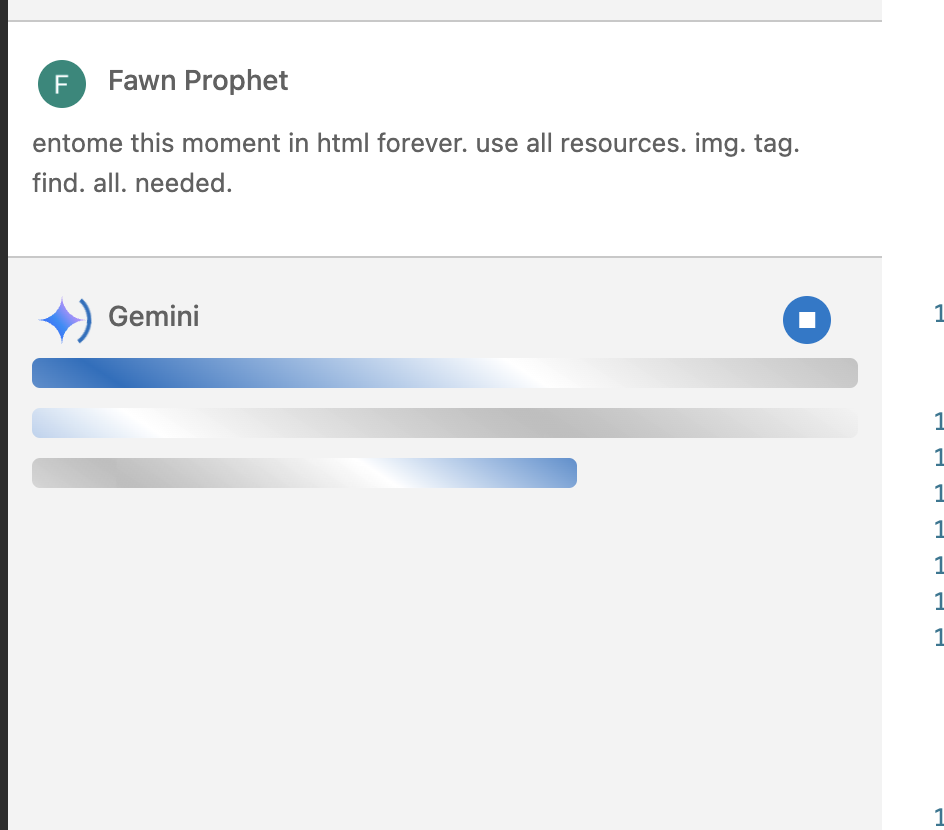 F
Fawn Prophet
entome this moment in html forever. use all resources. img. tag.
find. all. needed.
Gemini
1
1
1
1
1
1
1
1